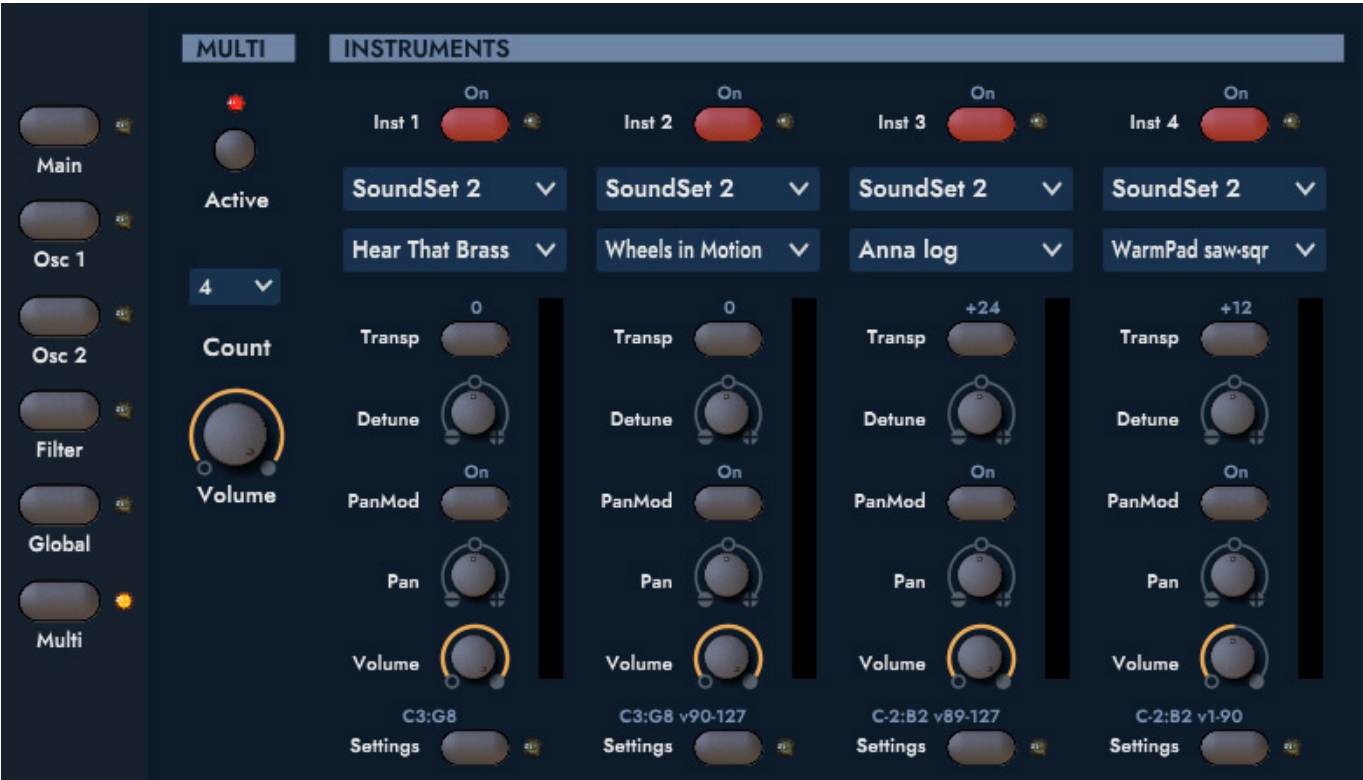 MULTI
INSTRUMENTS
Main
Osc 1
Osc 2
Filter
Global
Multi
Active
4
Count
Volume
On
Inst 1
SoundSet 2
Hear That Brass
0
Transp
Detune
On
PanMod
Pan
Volume
C3:G8
Settings
On
Inst 2
SoundSet 2
Wheels in Motion
0
Transp
Detune
On
PanMod
Pan
Volume
C3:G8 v90-127
Settings
On
Inst 3
SoundSet 2
Anna log
+24
Transp
Detune
On
PanMod
Pan
Volume
C-2:B2 v89-127
Settings
On
Inst 4
SoundSet 2
WarmPad saw-sqr
+12
Transp
Detune
On
PanMod
Pan
Volume
C-2:B2 v1-90
Settings